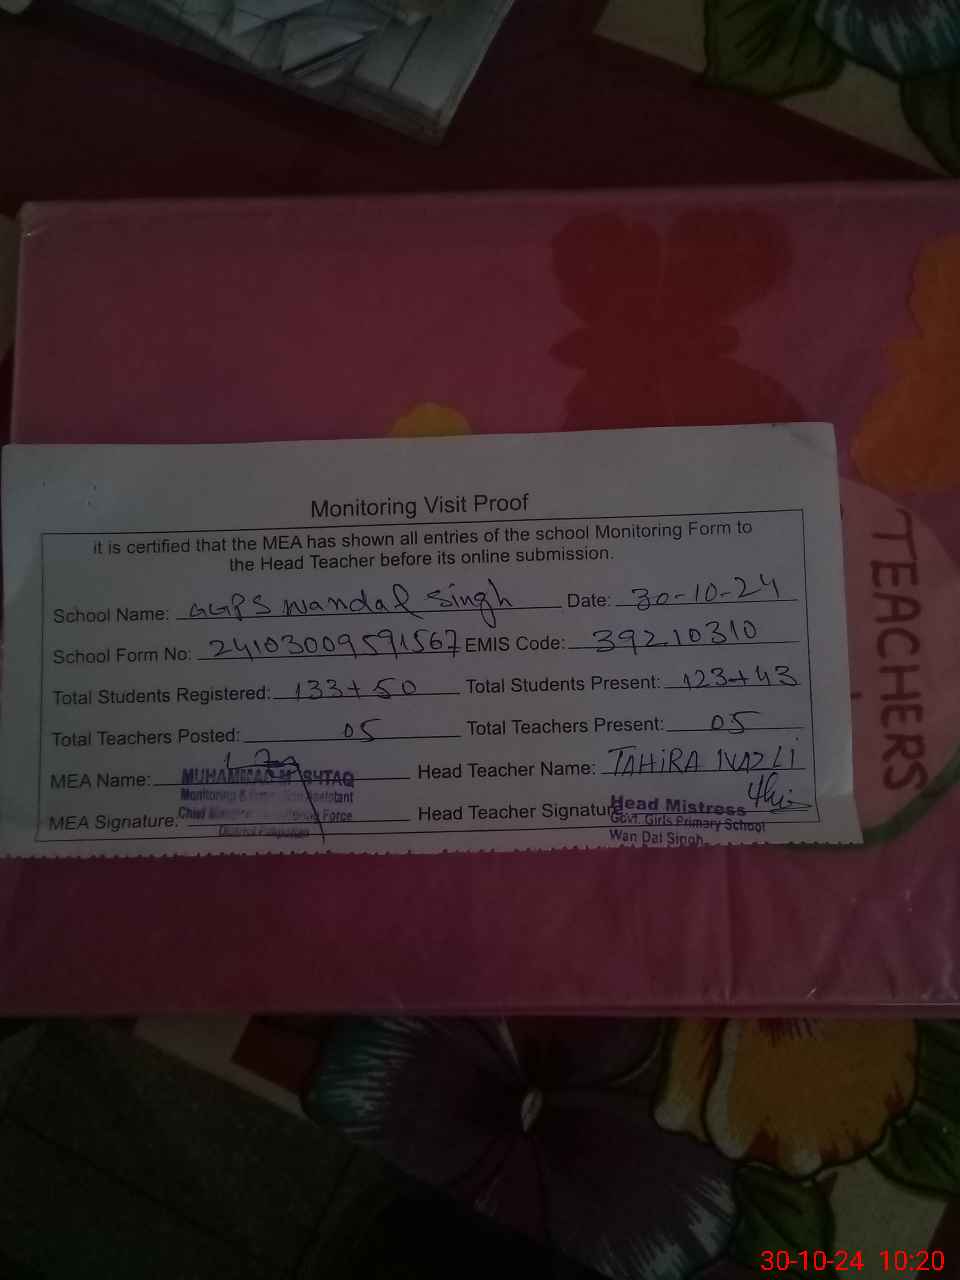 Monitoring Visit Proof
it is certified that the MEA has shown all entries of the school Monitoring Form to
the Head Teacher before its online submission.
School Name: GGPS Wandal Singh Date: 30-10-24
School Form No: 24103009591567 EMIS Code: 39210310
Total Students Registered: 133+50 Total Students Present: 123+43
Total Teachers Posted: 05 Total Teachers Present: 05
MEA Name: MUHAMMAD Head Teacher Name: TAHiRA NAZLi
Monitoring & Assistant
MEA Signature: Head Teacher Signature
Chief Force
District
Head Mistress
Govt. Girls Primary School
Wan Dal Singh
TEACHERS
30-10-24 10:20